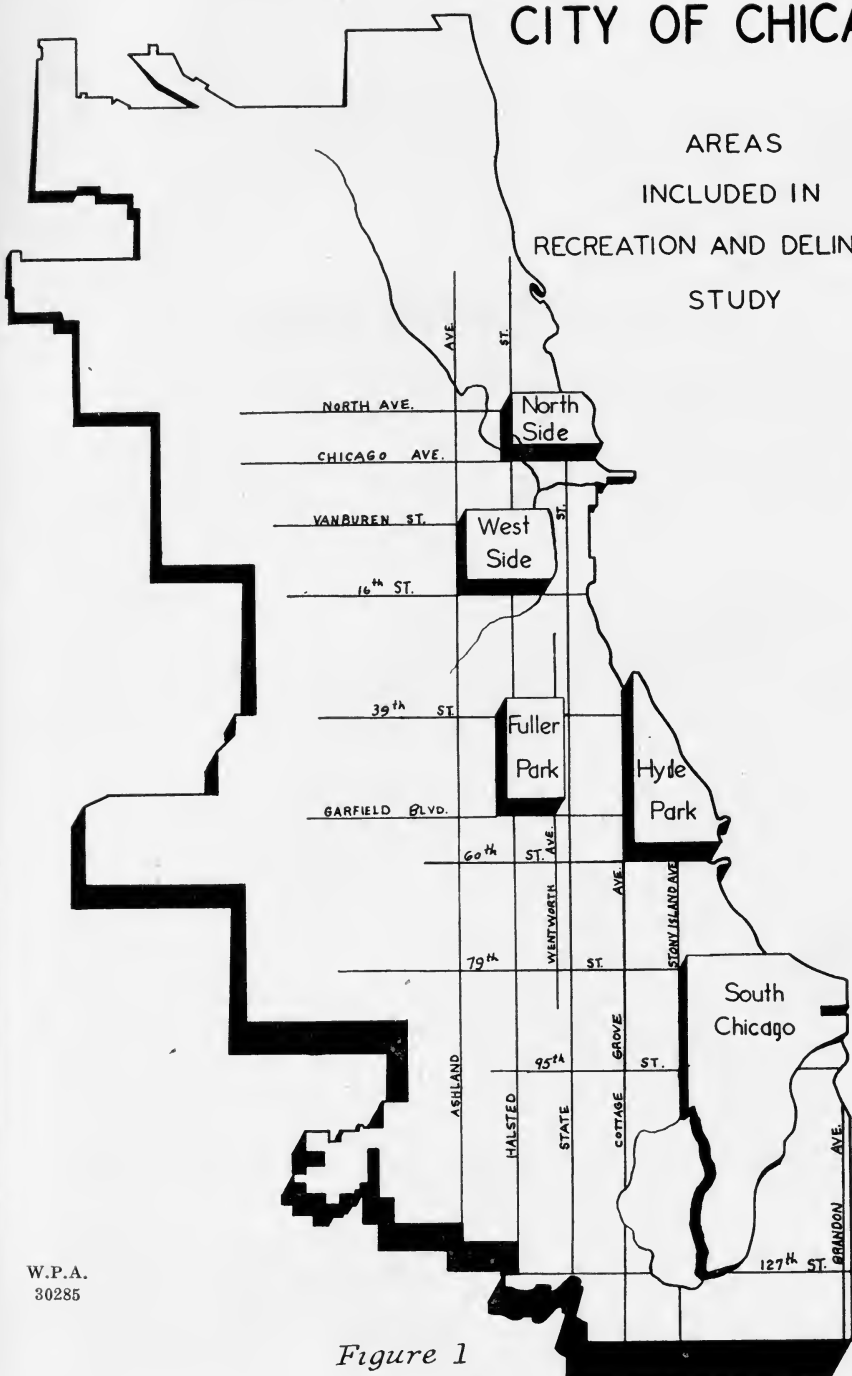 CITY OF CHICA
AREAS
INCLUDED IN
RECREATION AND DELIN
STUDY
AVE.
ST.
NORTH AVE.
North
Side
CHICAGO AVE.
VANBUREN ST.
West
Side
ST.
16th ST.
39th ST.
Fuller
Park
Hyde
Park
GARFIELD BLVD.
60th ST.
WENTWORTH AVE.
AVE.
STONY ISLAND AVE.
79th ST.
South
Chicago
95th ST.
ASHLAND
HALSTED
STATE
COTTAGE GROVE
BRANDON AVE.
127th ST.
W.P.A.
30285
Figure 1